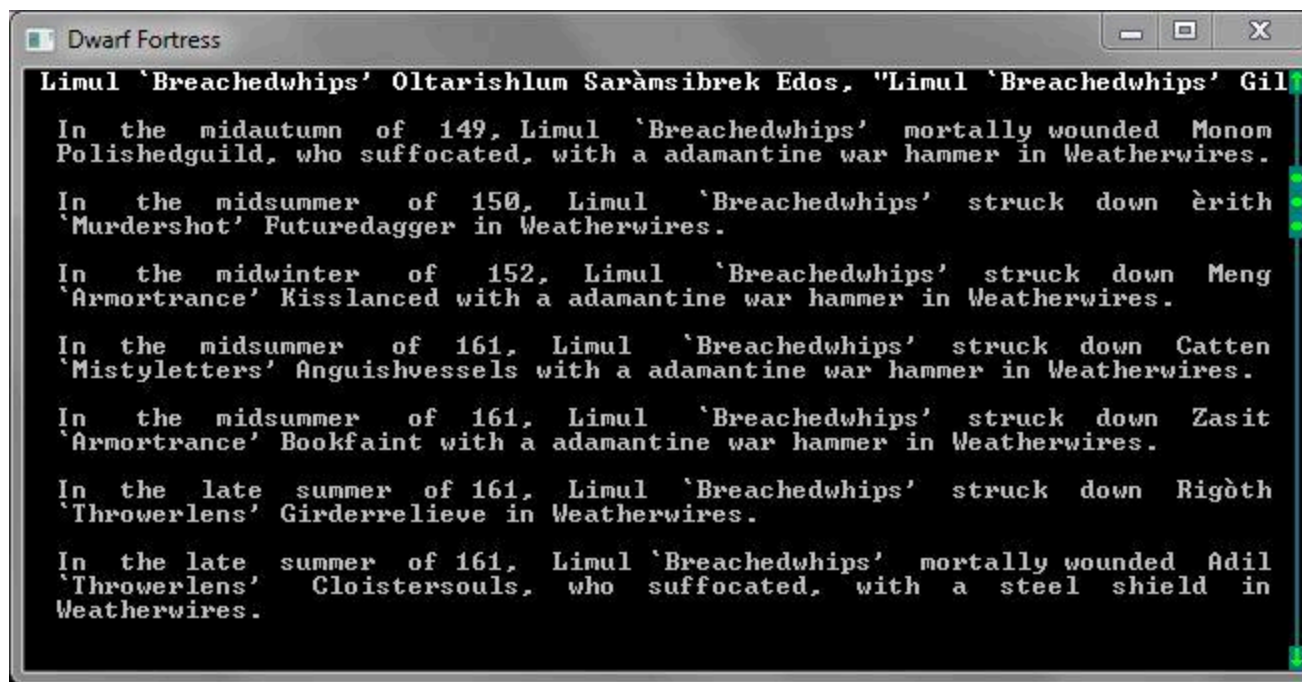 Dwarf Fortress
Limul `Breachedwhips' Oltarishlum Saràmsibrek Edos, "Limul `Breachedwhips' Gil
In the midautumn of 149, Limul `Breachedwhips' mortally wounded Monom
Polishedguild, who suffocated, with a adamantine war hammer in Weatherwires.
In the midsummer of 150, Limul `Breachedwhips' struck down èrith
`Murdershot' Futuredagger in Weatherwires.
In the midwinter of 152, Limul `Breachedwhips' struck down Meng
`Armortrance' Kisslanced with a adamantine war hammer in Weatherwires.
In the midsummer of 161, Limul `Breachedwhips' struck down Catten
`Mistyletters' Anguishvessels with a adamantine war hammer in Weatherwires.
In the midsummer of 161, Limul `Breachedwhips' struck down Zasit
`Armortrance' Bookfaint with a adamantine war hammer in Weatherwires.
In the late summer of 161, Limul `Breachedwhips' struck down Rigòth
`Throwerlens' Girderrelieve in Weatherwires.
In the late summer of 161, Limul `Breachedwhips' mortally wounded Adil
`Throwerlens' Cloistersouls, who suffocated, with a steel shield in
Weatherwires.